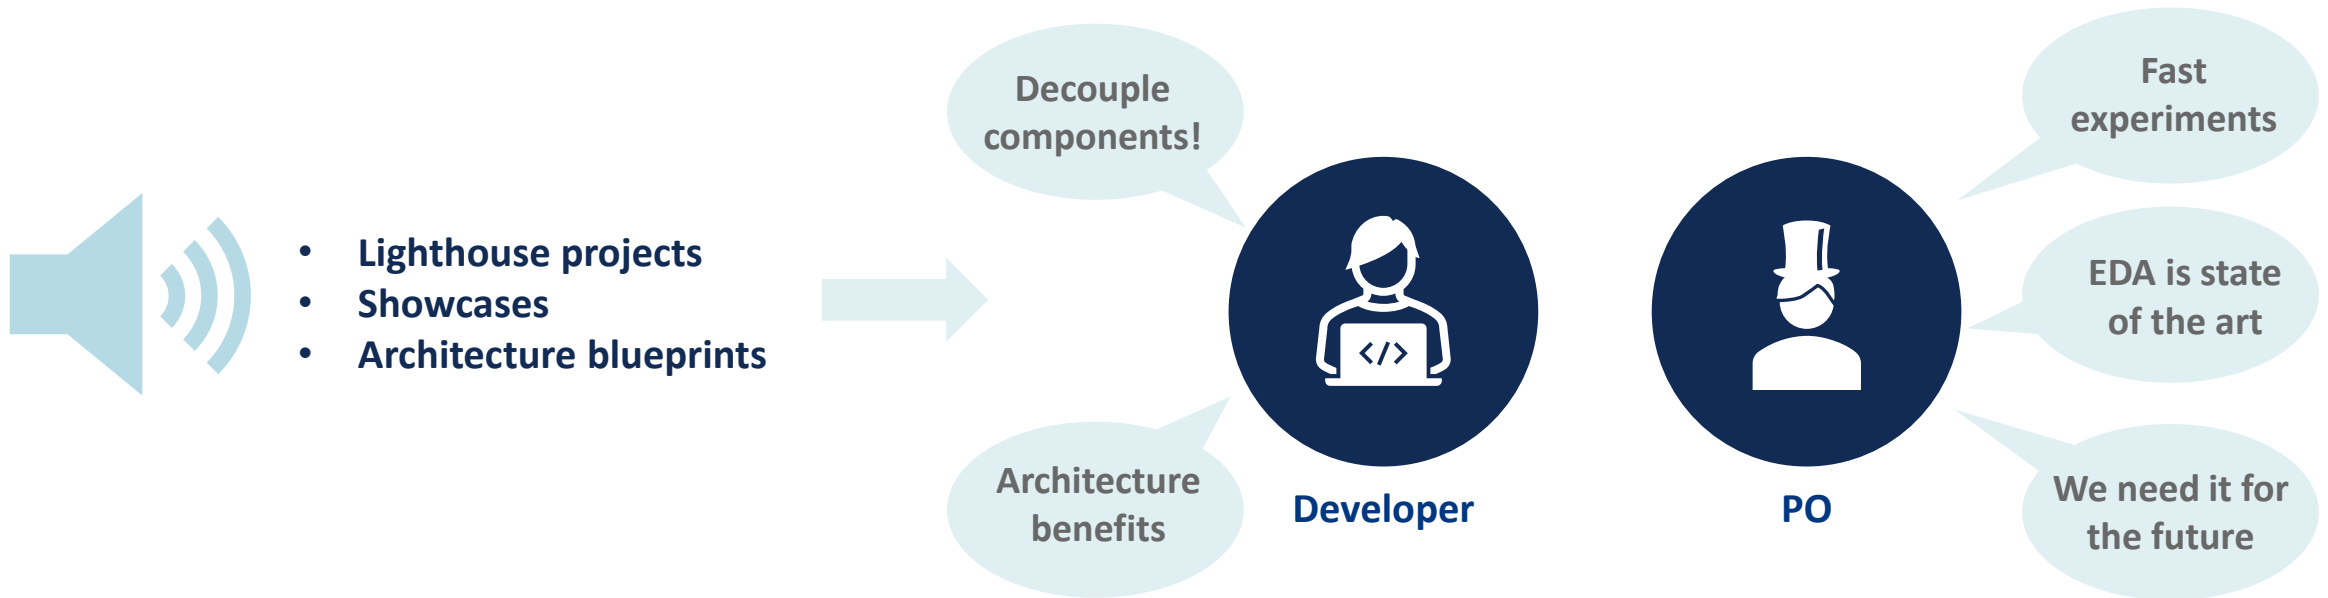 • Lighthouse projects
• Showcases
• Architecture blueprints
Decouple
components!
Architecture
benefits
</>
Developer
PO
Fast
experiments
EDA is state
of the art
We need it for
the future